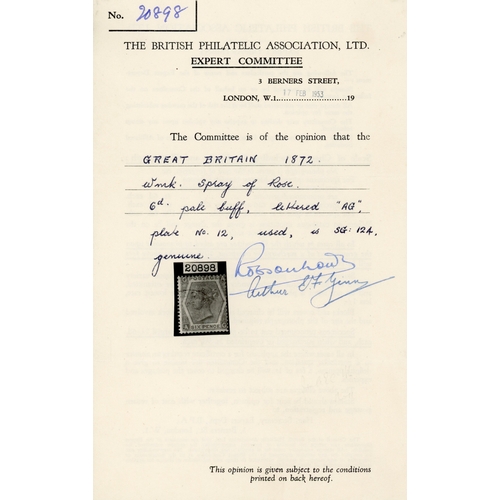 No. 20898
THE BRITISH PHILATELIC ASSOCIATION, LTD.
EXPERT COMMITTEE
3 BERNERS STREET,
LONDON, W.1. 17 FEB 1953 19
The Committee is of the opinion that the
GREAT BRITAIN 1872.
wmk. Spray of Rose.
6d. pale buff, lettered "AG",
plate No. 12, used, is SG: 124,
genuine.
20898
SIX PENCE
This opinion is given subject to the conditions
printed on back hereof.